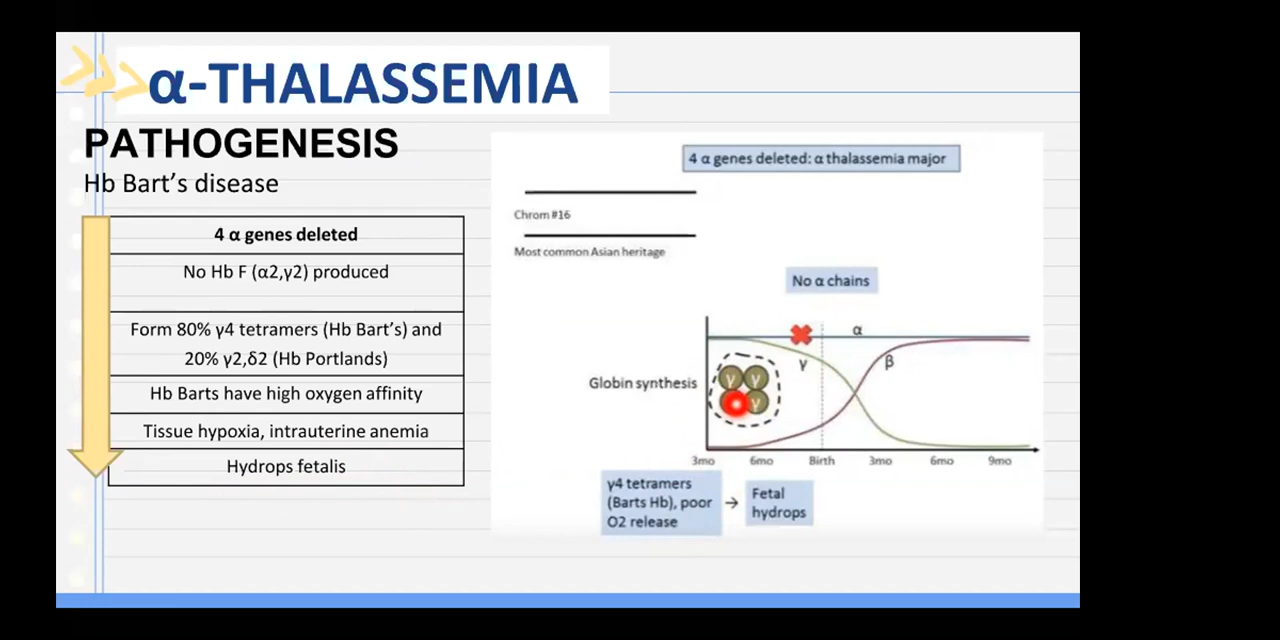 α-THALASSEMIA
PATHOGENESIS
Hb Bart's disease
4 α genes deleted
No Hb F (α2,γ2) produced
Form 80% γ4 tetramers (Hb Bart's) and
20% γ2,δ2 (Hb Portlands)
Hb Barts have high oxygen affinity
Tissue hypoxia, intrauterine anemia
Hydrops fetalis
4 α genes deleted: α thalassemia major
Chrom #16
Most common Asian heritage
No α chains
α
γ
β
Globin synthesis
γ γ
γ
3mo 6mo Birth 3mo 6mo 9mo
γ4 tetramers
(Barts Hb), poor
O2 release
→
Fetal
hydrops